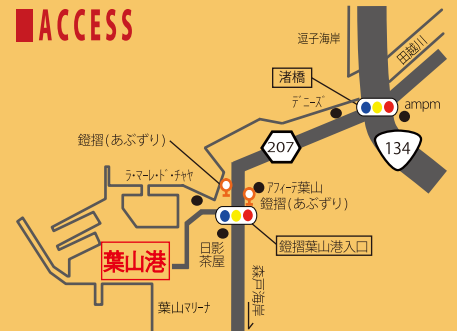 ACCESS
逗子海岸
田越川
渚橋
デニーズ
ampm
鐙摺(あぶずり)
207
134
ラ・マーレ・ド・チャヤ
アフィーテ葉山
鐙摺(あぶずり)
日影
茶屋
鐙摺葉山港入口
葉山港
森戸海岸
葉山マリーナ